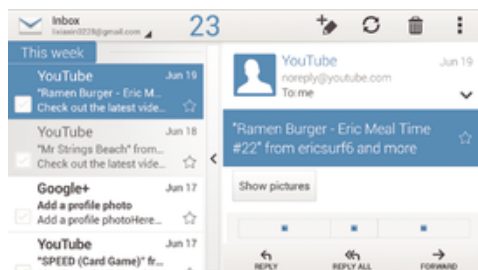 Inbox
23
This week
YouTube
Jun 19
"Ramen Burger - Eric M...
Check out the latest vide...
YouTube
Jun 18
"Mr Strings Beach" from...
Check out the latest vide...
Google+
Jun 17
Add a profile photo
Add a profile photoHere...
YouTube
Jun 17
"SPEED (Card Game)" fr...
YouTube
Jun 19
noreply@youtube.com
To: me
"Ramen Burger - Eric Meal Time
#22" from ericsurf6 and more
Show pictures
REPLY
REPLY ALL
FORWARD